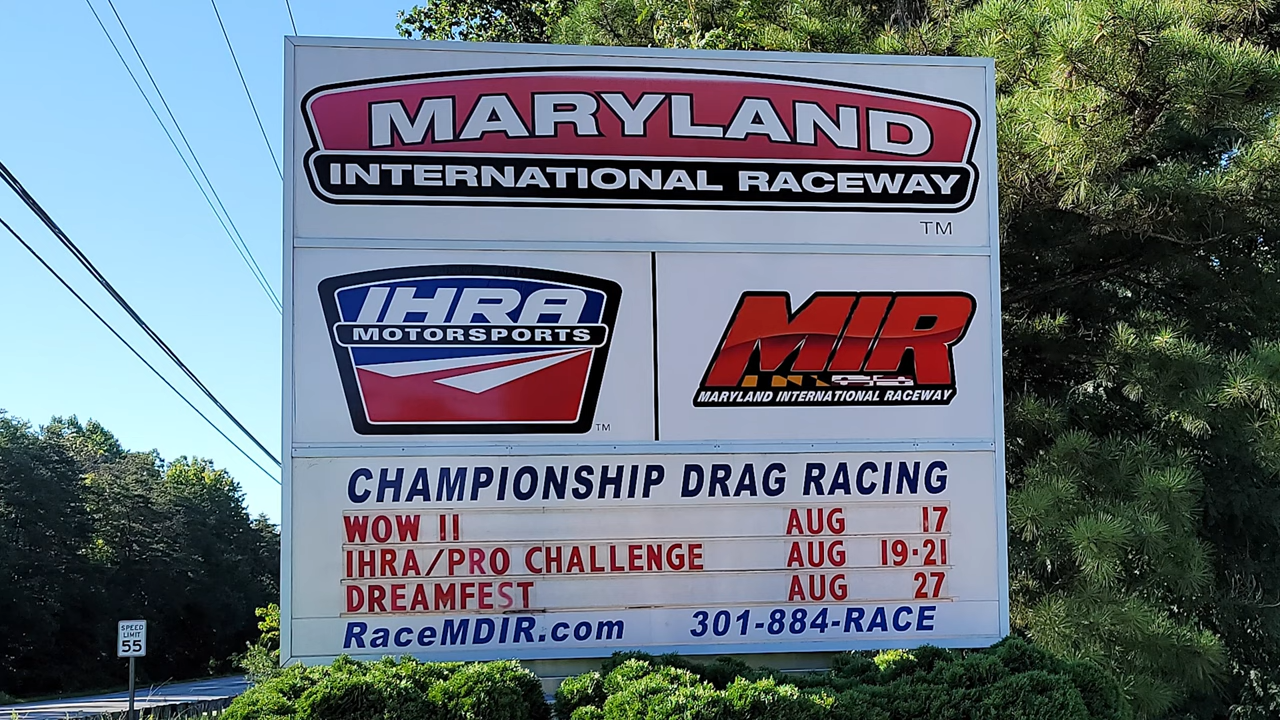 MARYLAND
INTERNATIONAL RACEWAY
TM
IHRA
MOTORSPORTS
TM
MIR
MARYLAND INTERNATIONAL RACEWAY
CHAMPIONSHIP DRAG RACING
WOW II AUG 17
IHRA/PRO CHALLENGE AUG 19-21
DREAMFEST AUG 27
RaceMDIR.com 301-884-RACE
SPEED
LIMIT
55